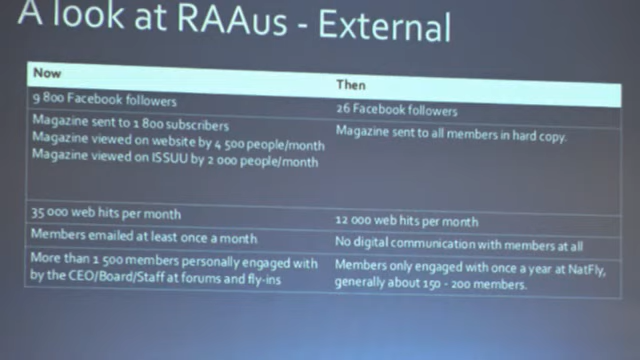 A look at RAAus - External
Now
Then
9 800 Facebook followers
26 Facebook followers
Magazine sent to 1 800 subscribers
Magazine viewed on website by 4 500 people/month
Magazine viewed on ISSUU by 2 000 people/month
Magazine sent to all members in hard copy.
35 000 web hits per month
12 000 web hits per month
Members emailed at least once a month
No digital communication with members at all
More than 1 500 members personally engaged with
by the CEO/Board/Staff at forums and fly-ins
Members only engaged with once a year at NatFly,
generally about 150 - 200 members.